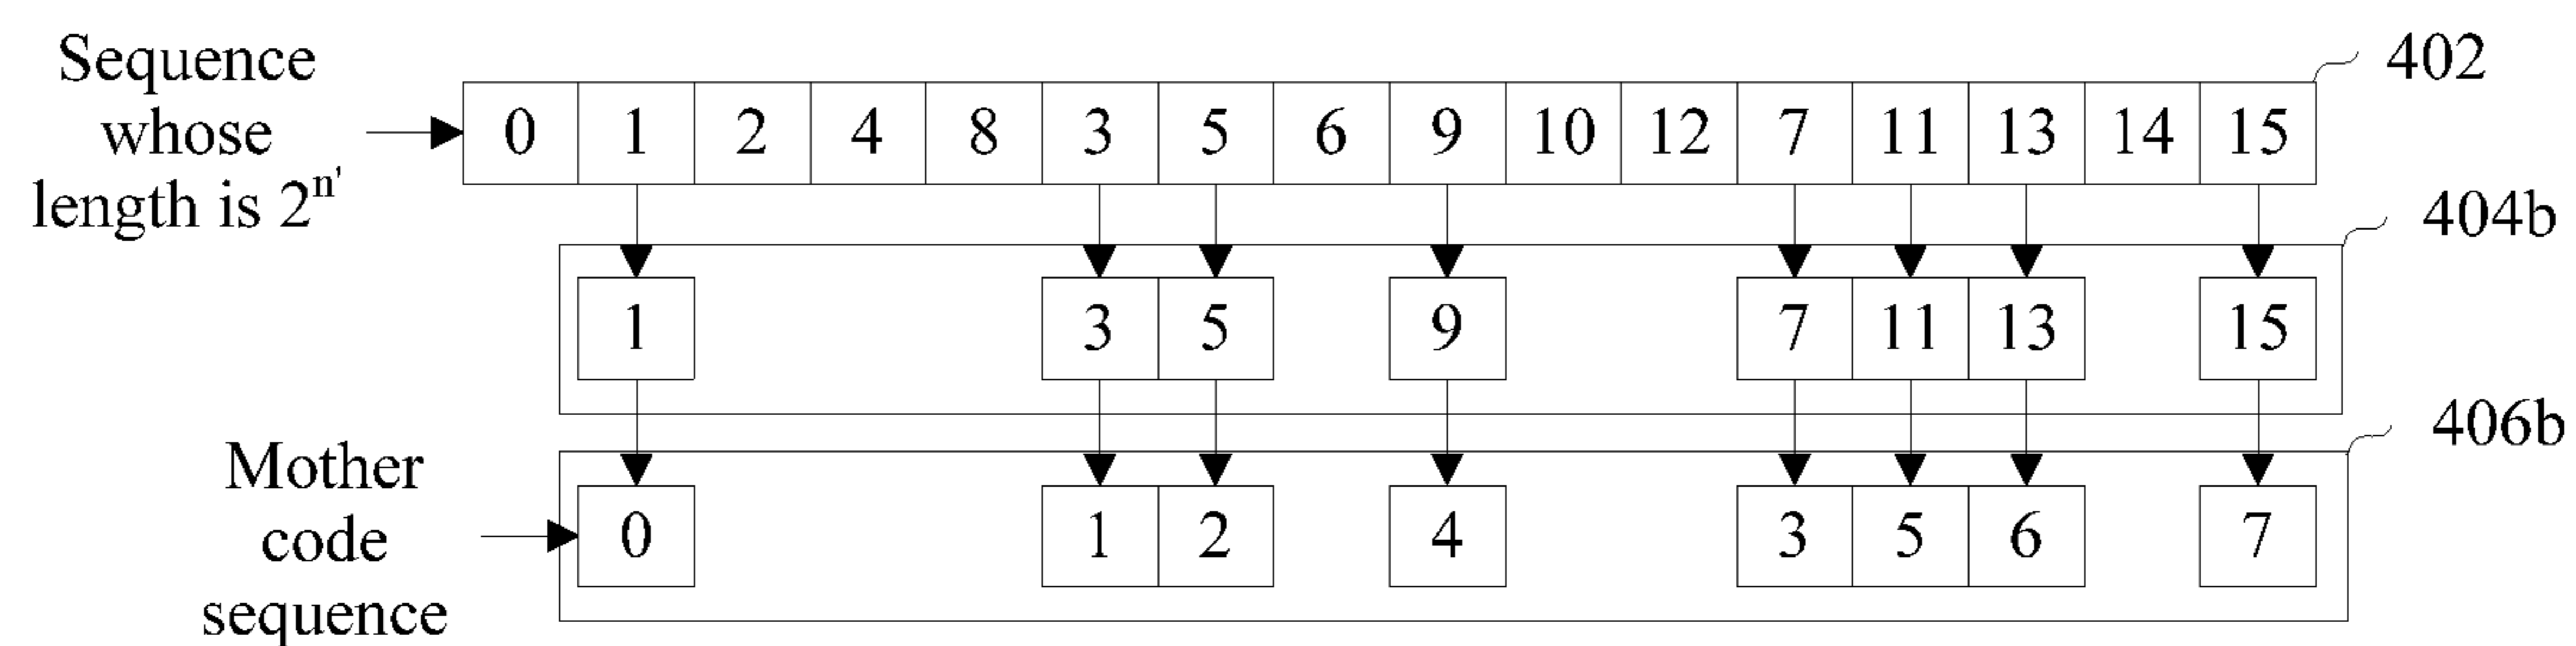 Sequence
whose
length is 2^n'
0 1 2 4 8 3 5 6 9 10 12 7 11 13 14 15
402
404b
1 3 5 9 7 11 13 15
406b
Mother
code
sequence
0 1 2 4 3 5 6 7